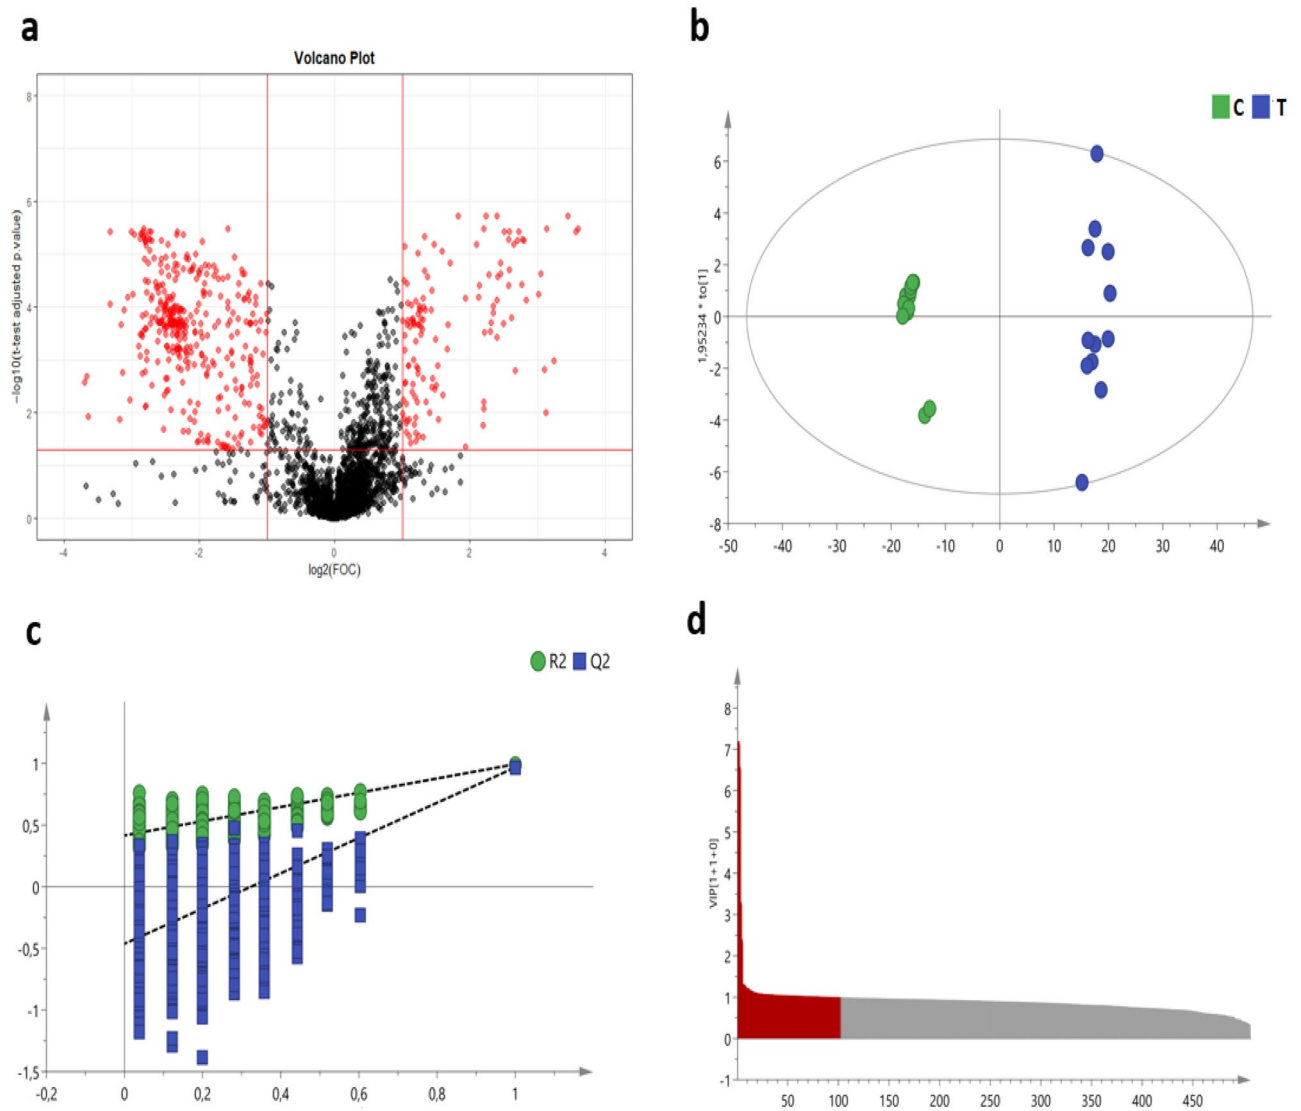 a
Volcano Plot
−log10(t−test adjusted p.value)
8
6
4
2
0
-4
-2
0
2
4
log2(FOC)
b
C T
1,95234 * to[1]
6
4
2
0
-2
-4
-6
-8
-50 -40 -30 -20 -10 0 10 20 30 40
c
R2 Q2
1
0,5
0
-0,5
-1
-1,5
-0,2 0 0,2 0,4 0,6 0,8 1
d
VIP[1+1+0]
8
7
6
5
4
3
2
1
0
-1
50 100 150 200 250 300 350 400 450